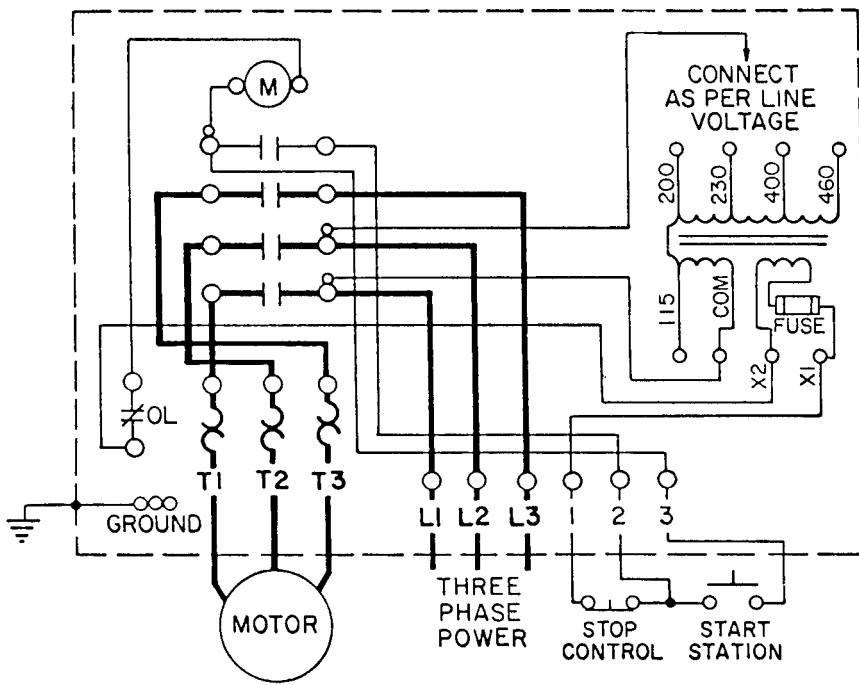 M
CONNECT
AS PER LINE
VOLTAGE
200
230
400
460
115
COM
FUSE
X2
X1
OL
T1 T2 T3
L1 L2 L3 1 2 3
GROUND
MOTOR
THREE
PHASE
POWER
STOP
CONTROL
START
STATION